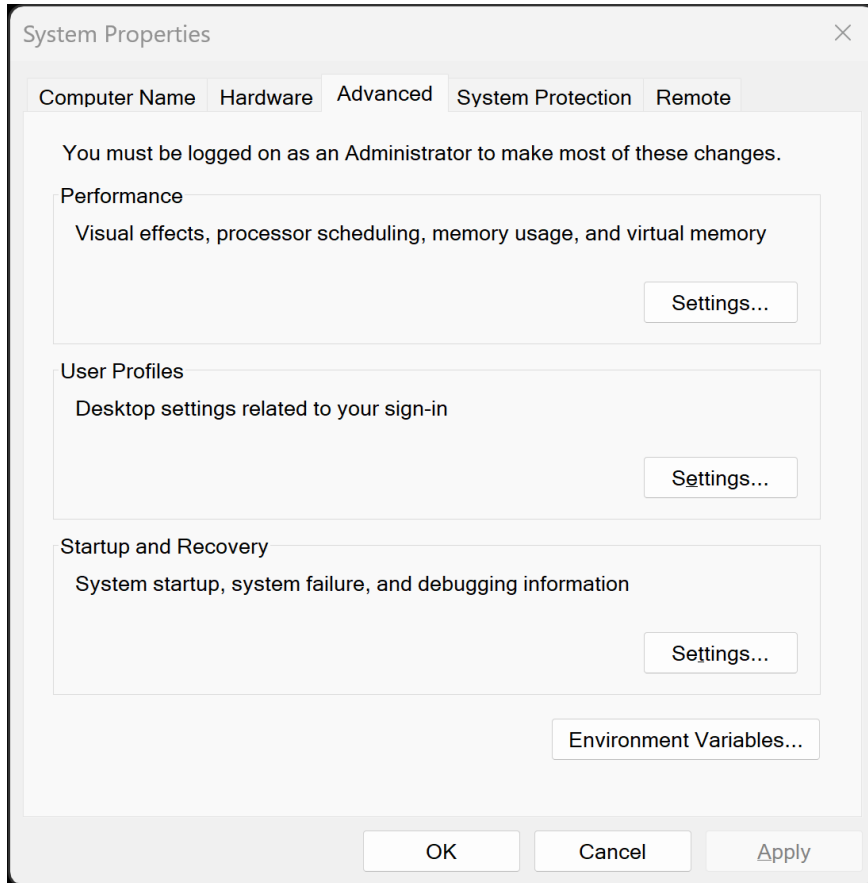 System Properties
Computer Name Hardware Advanced System Protection Remote
You must be logged on as an Administrator to make most of these changes.
Performance
Visual effects, processor scheduling, memory usage, and virtual memory
Settings...
User Profiles
Desktop settings related to your sign-in
Settings...
Startup and Recovery
System startup, system failure, and debugging information
Settings...
Environment Variables...
OK Cancel Apply